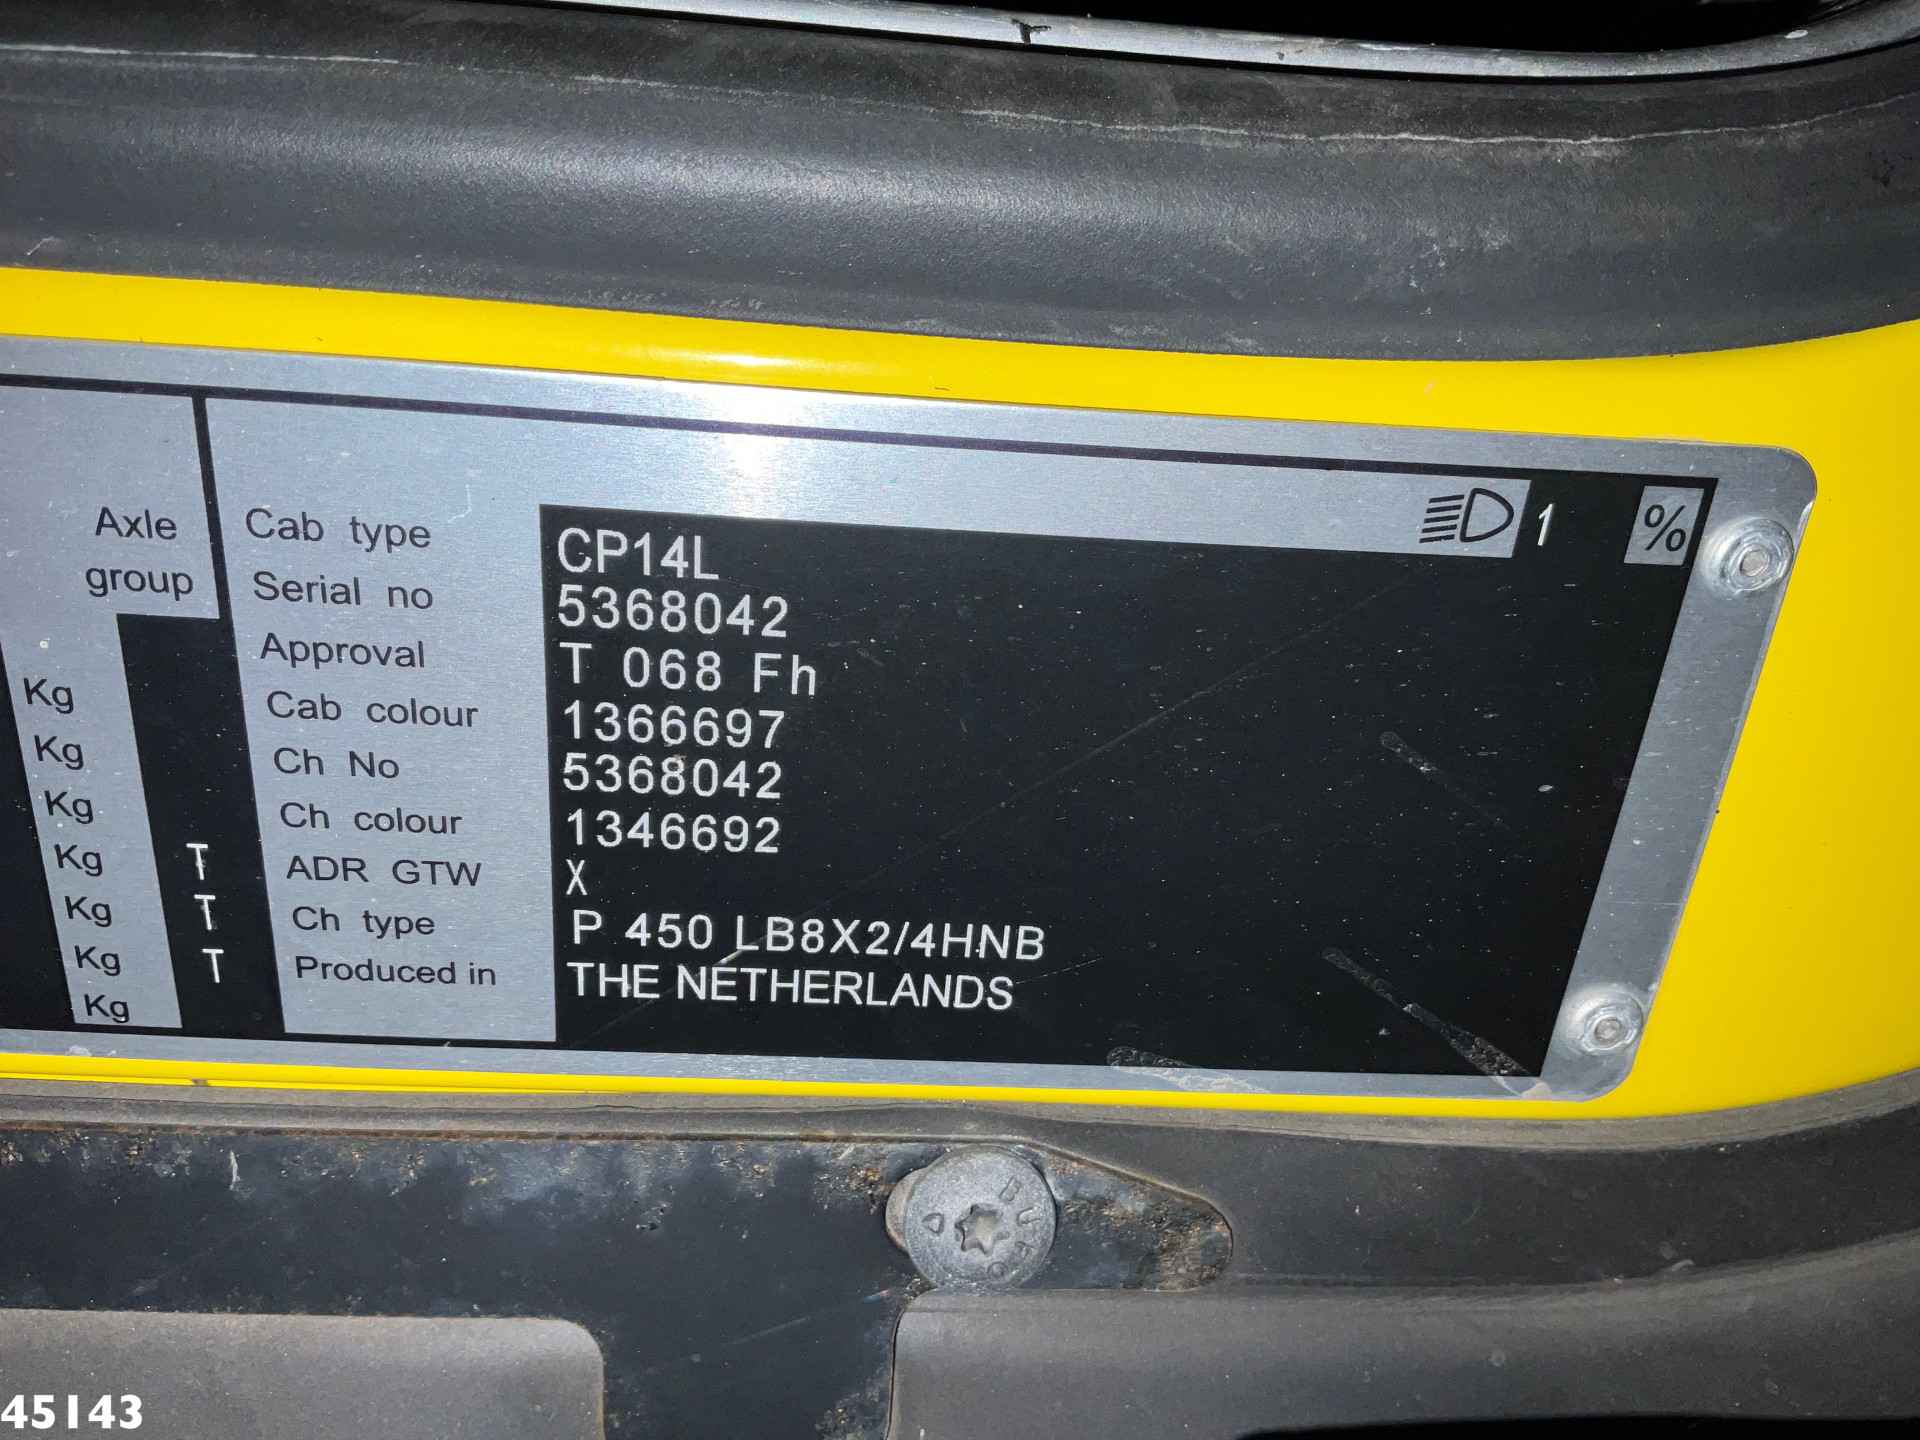 Axle
group
Kg
Kg
Kg
Kg T
Kg T
Kg T
Kg
1 %
Cab type CP14L
Serial no 5368042
Approval T 068 Fh
Cab colour 1366697
Ch No 5368042
Ch colour 1346692
ADR GTW X
Ch type P 450 LB8X2/4HNB
Produced in THE NETHERLANDS
45143